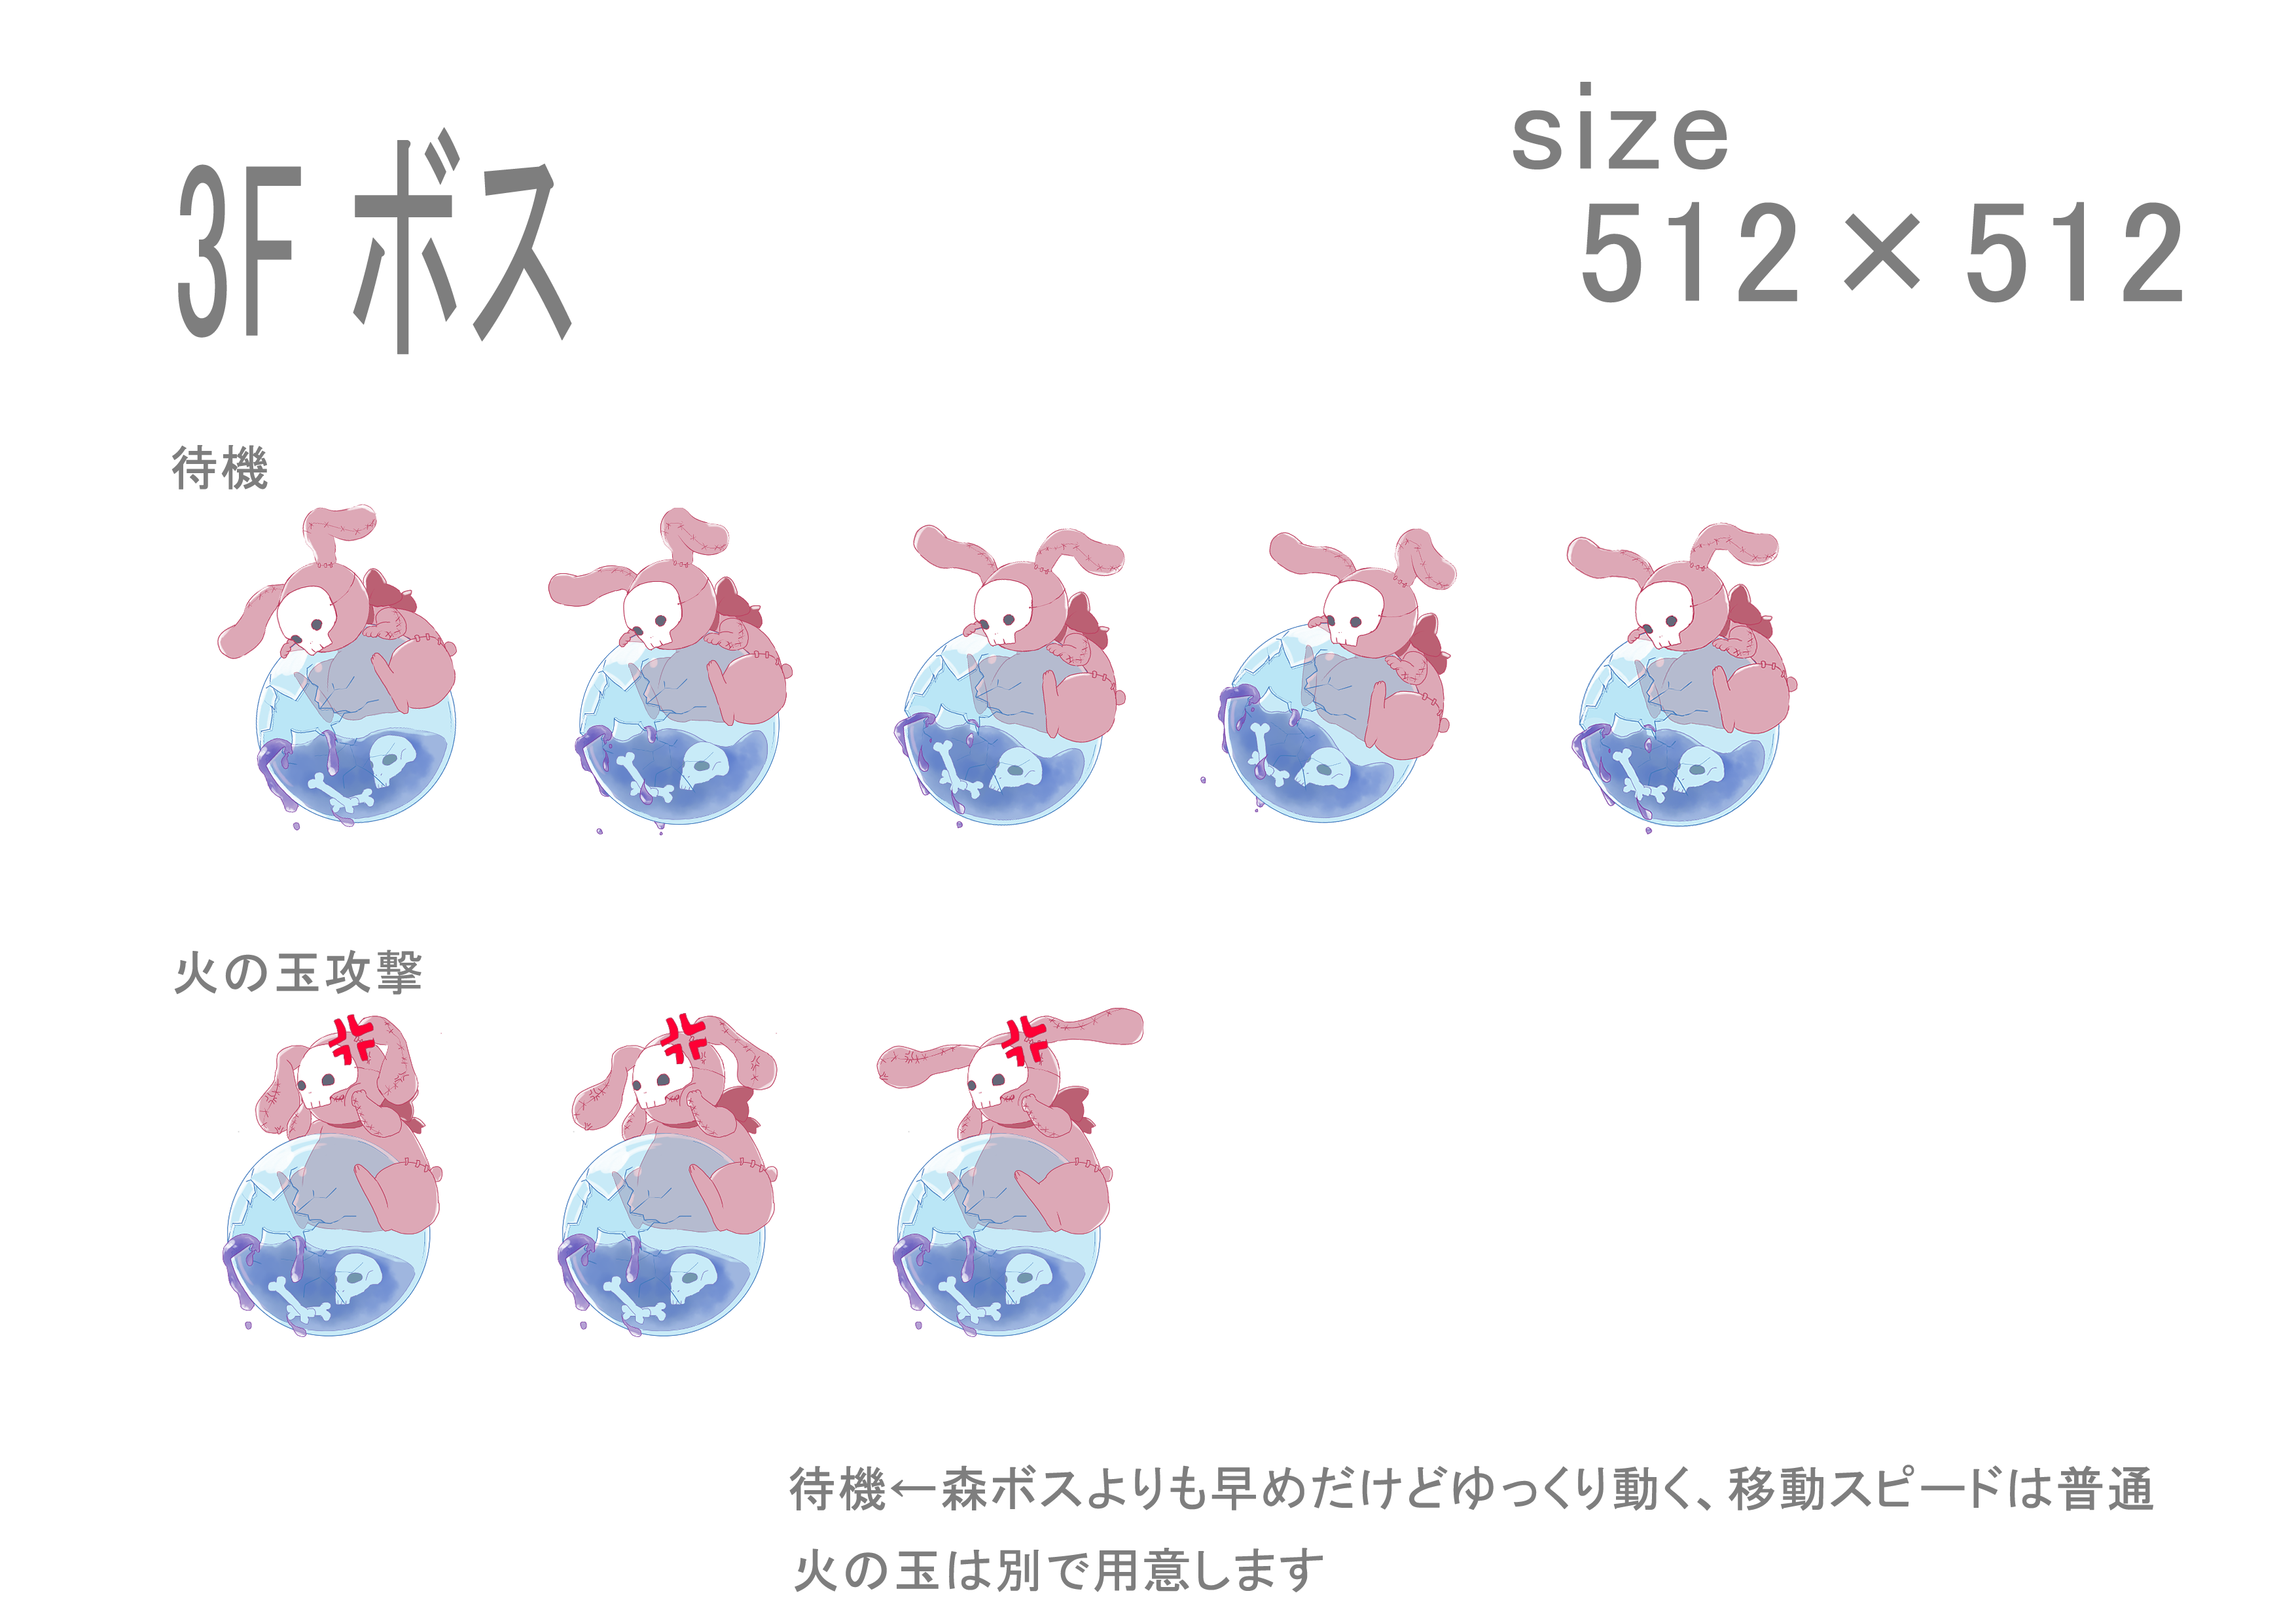 3F ボス
size
512×512
待機
火の玉攻撃
待機←森ボスよりも早めだけどゆっくり動く、移動スピードは普通
火の玉は別で用意します